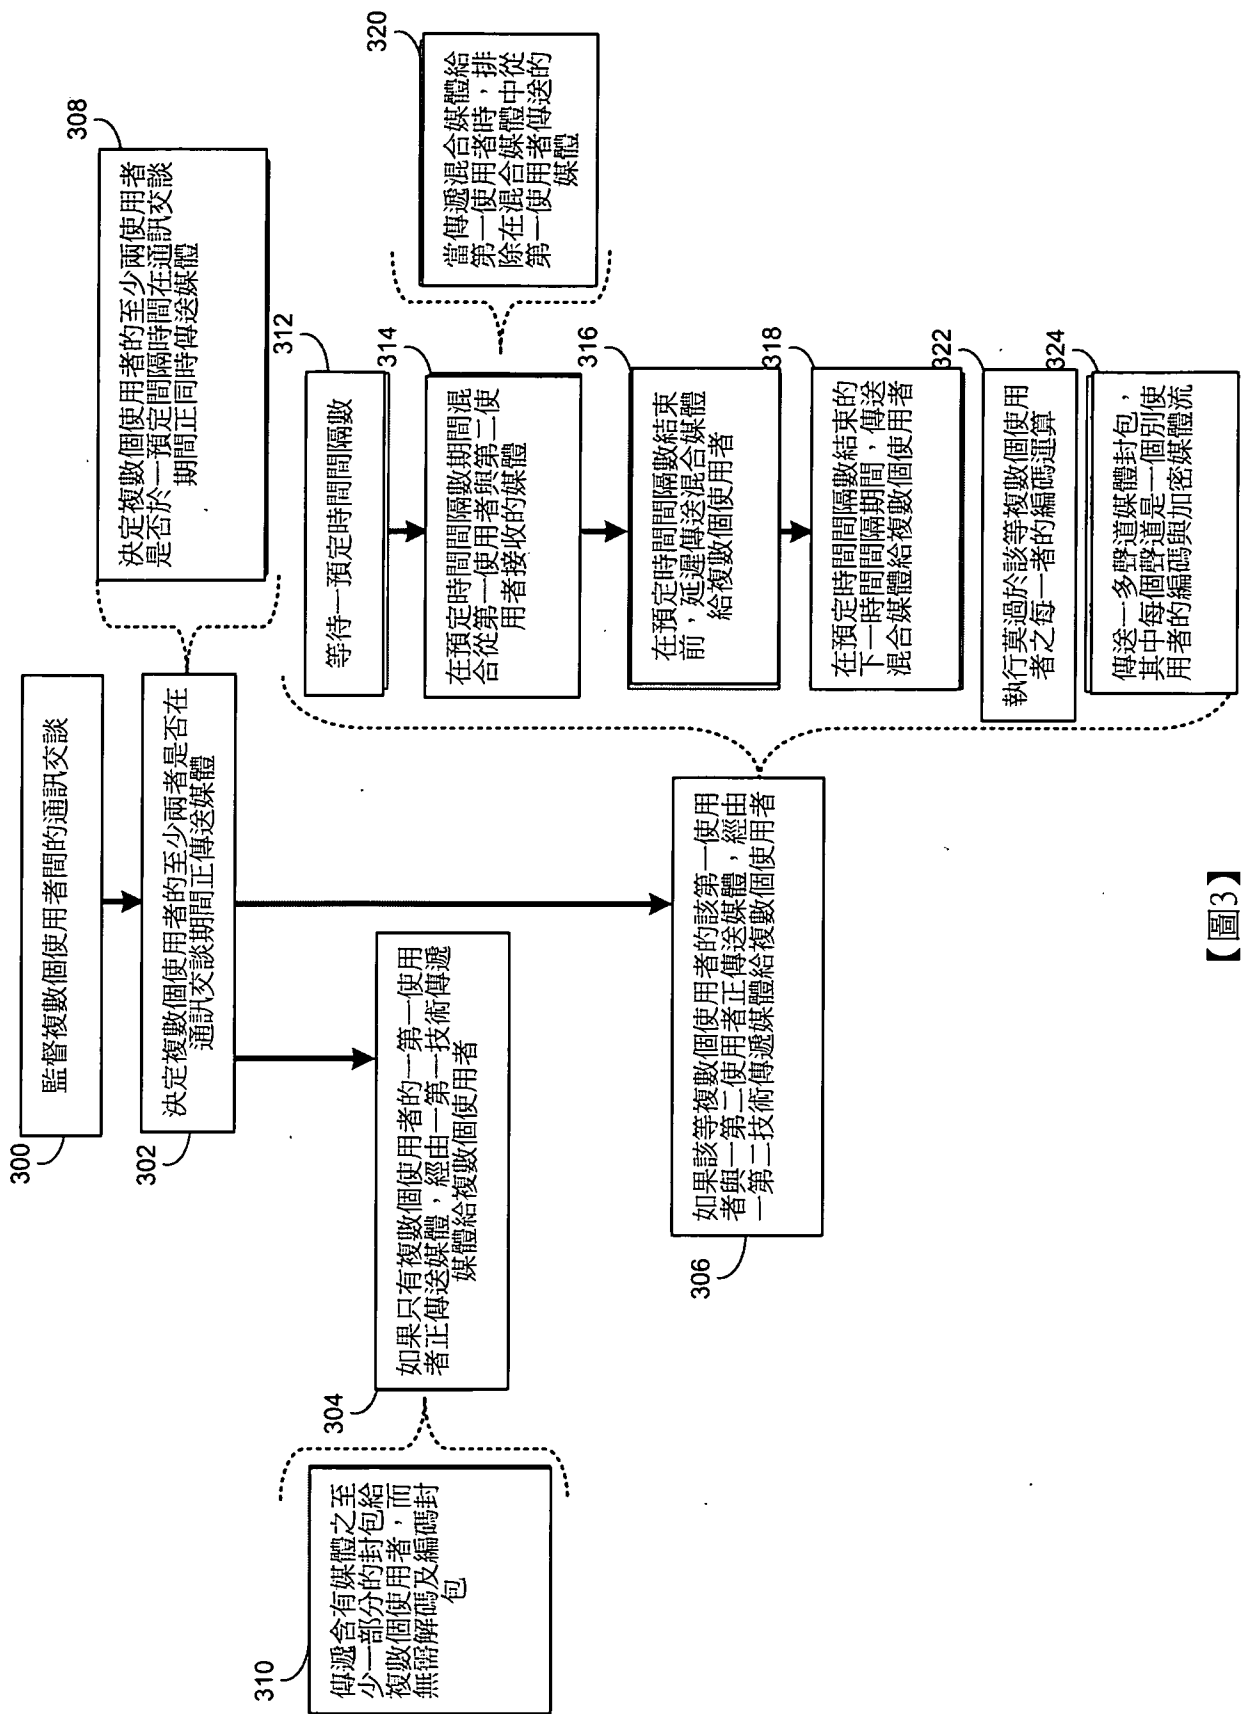 300
監督複數個使用者間的通訊交談
302
決定複數個使用者的至少兩者是否在
通訊交談期間正傳送媒體
308
決定複數個使用者的至少兩使用者
是否於一預定間隔時間在通訊交談
期間正同時傳送媒體
304
如果只有複數個使用者的一第一使用
者正傳送媒體，經由一第一技術傳遞
媒體給複數個使用者
310
傳遞含有媒體之至
少一部分的封包給
複數個使用者，而
無需解碼及編碼封
包
306
如果該等複數個使用者的該第一使用
者與一第二使用者正傳送媒體，經由
一第二技術傳遞媒體給複數個使用者
312
等待一預定時間間隔數
314
在預定時間間隔數期間混
合從第一使用者與第二使
用者接收的媒體
320
當傳遞混合媒體給
第一使用者時，排
除在混合媒體中從
第一使用者傳送的
媒體
316
在預定時間間隔數結束
前，延遲傳送混合媒體
給複數個使用者
318
在預定時間間隔數結束的
下一時間間隔期間，傳送
混合媒體給複數個使用者
322
執行莫過於該等複數個使用
者之每一者的編碼運算
324
傳送一多聲道媒體封包，
其中每個聲道是一個別使
用者的編碼與加密媒體流
【圖3】